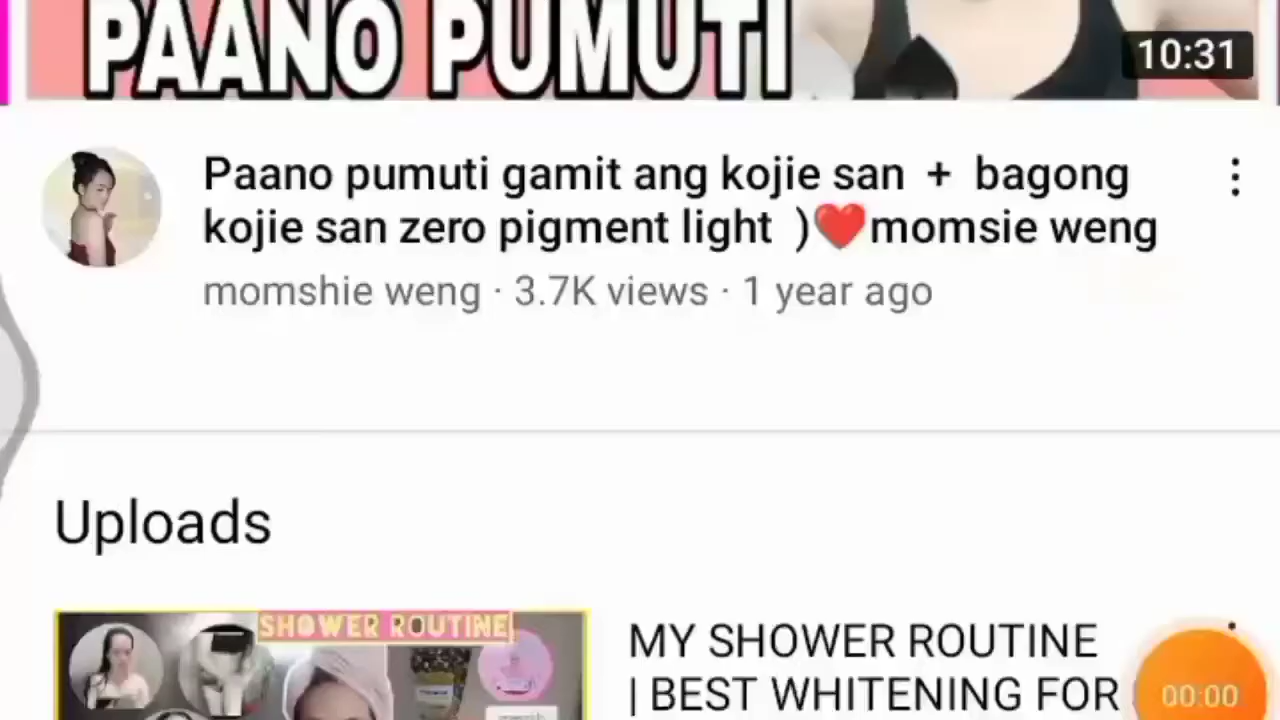 PAANO PUMUTI
10:31
Paano pumuti gamit ang kojie san + bagong
kojie san zero pigment light )❤️momsie weng
momshie weng · 3.7K views · 1 year ago
Uploads
SHOWER ROUTINE
MY SHOWER ROUTINE
| BEST WHITENING FOR
00:00